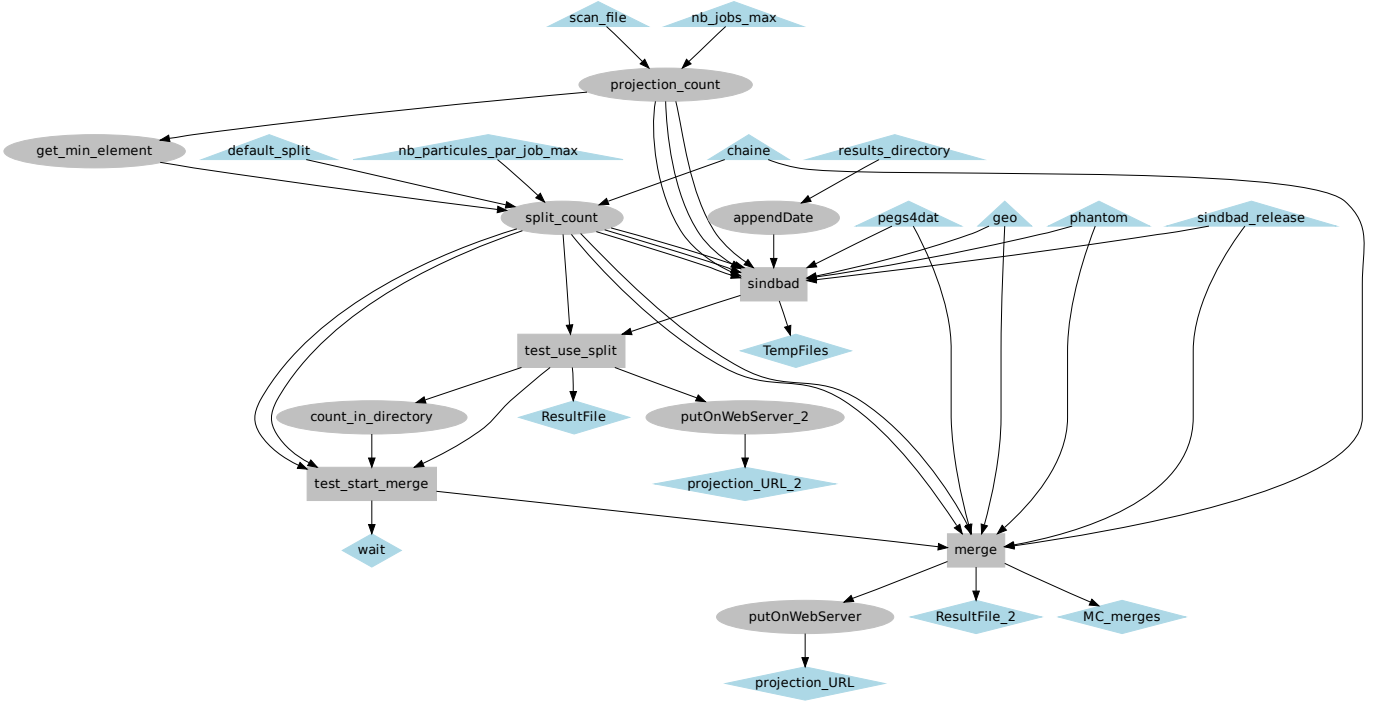 scan_file
nb_jobs_max
projection_count
get_min_element
default_split
nb_particules_par_job_max
chaine
results_directory
split_count
appendDate
pegs4dat
geo
phantom
sindbad_release
sindbad
test_use_split
TempFiles
count_in_directory
ResultFile
putOnWebServer_2
test_start_merge
projection_URL_2
wait
merge
putOnWebServer
ResultFile_2
MC_merges
projection_URL